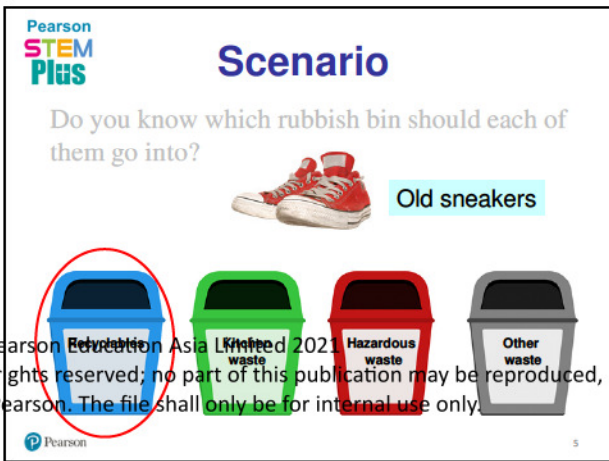 Pearson
STEM
Plus
Scenario
Do you know which rubbish bin should each of
them go into?
Old sneakers
Recyclables
Kitchen
waste
Hazardous
waste
Other
waste
earson Education Asia Limited 2021
rights reserved; no part of this publication may be reproduced,
Pearson. The file shall only be for internal use only.
Pearson
5